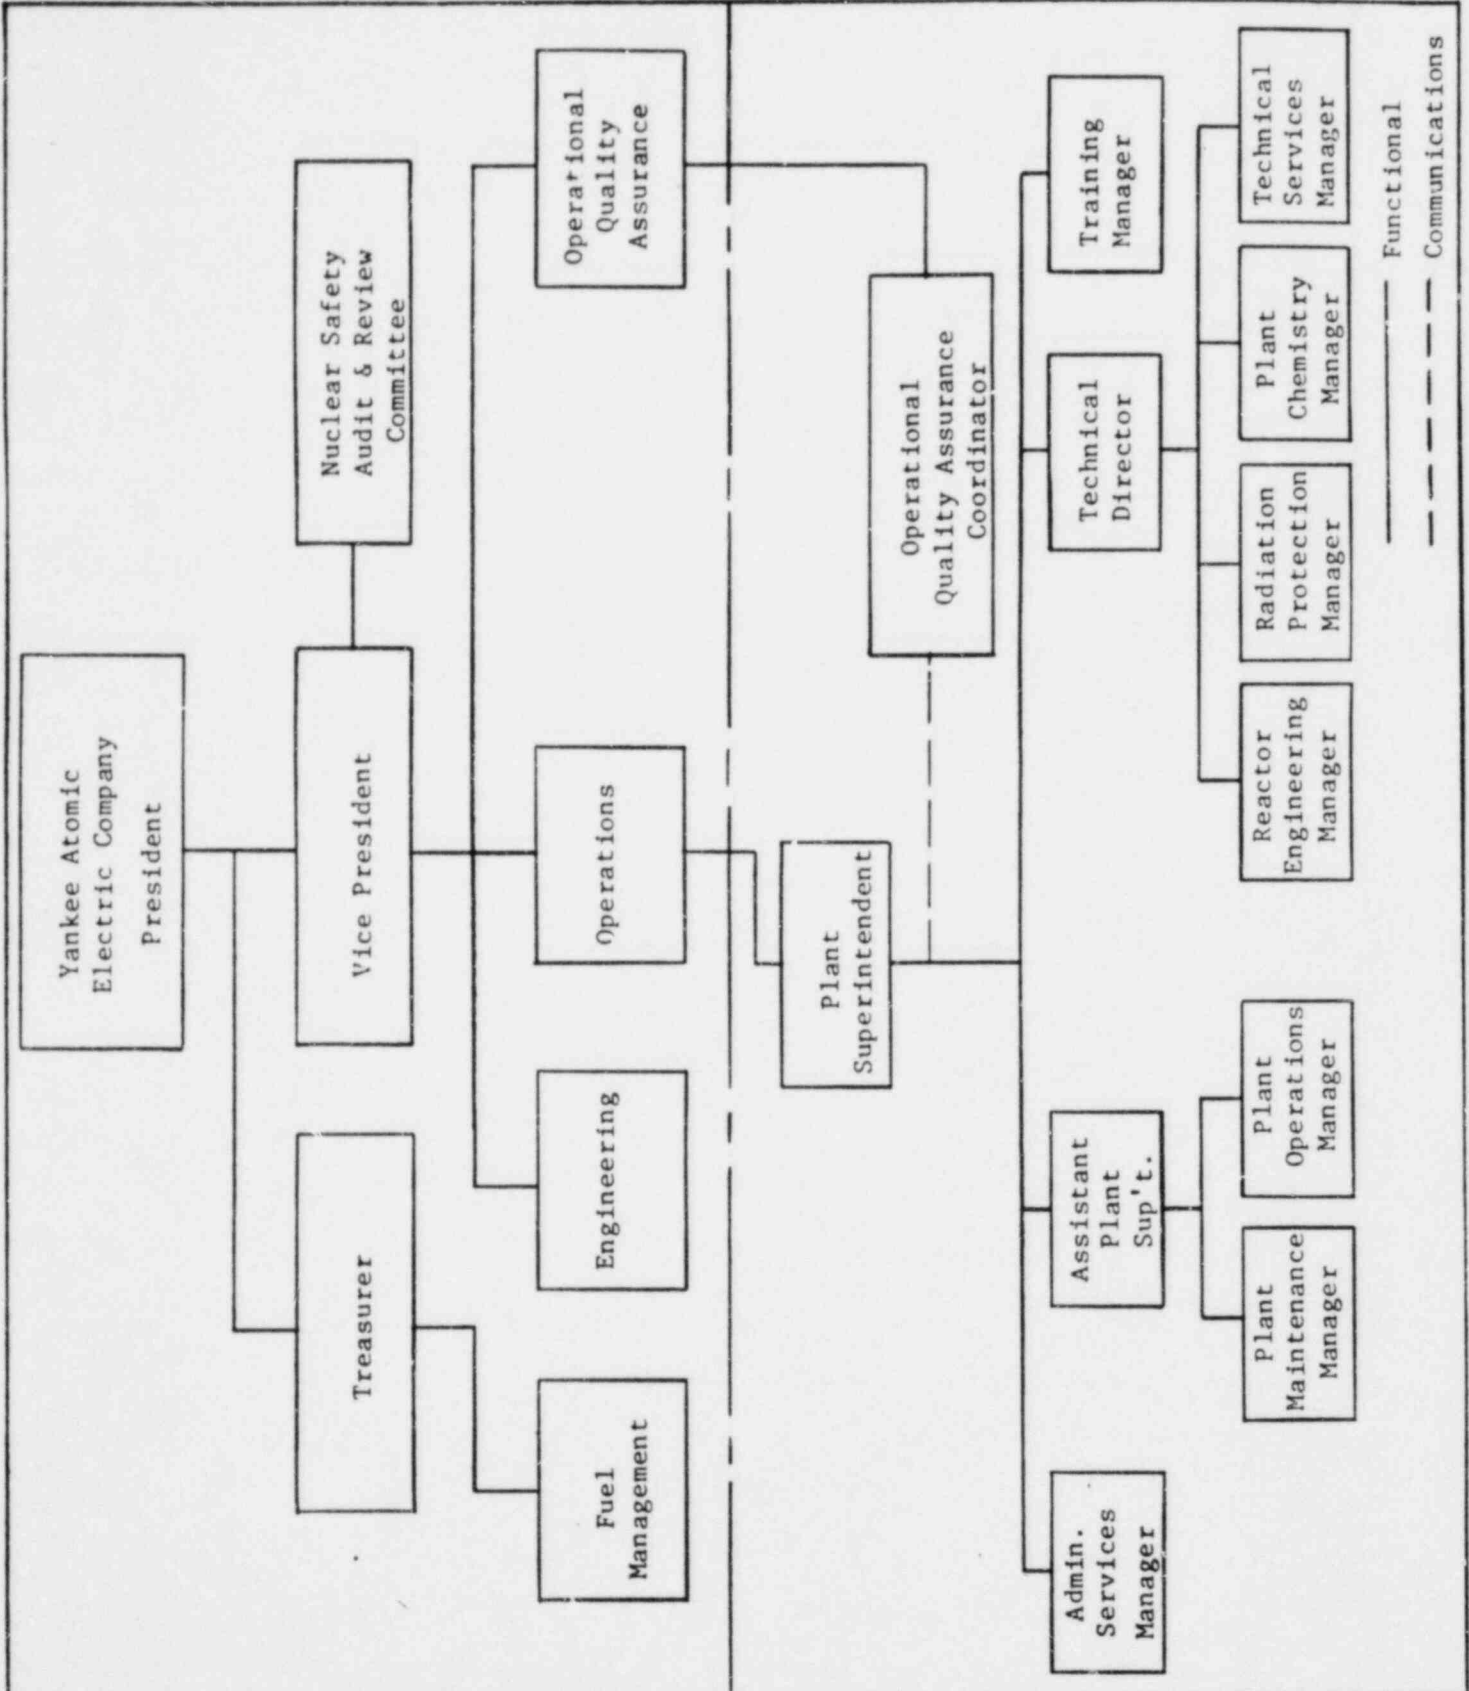 Yankee Atomic
Electric Company
President
Treasurer
Vice President
Nuclear Safety
Audit & Review
Committee
Fuel
Management
Engineering
Operations
Operational
Quality
Assurance
Plant
Superintendent
Operational
Quality Assurance
Coordinator
Admin.
Services
Manager
Assistant
Plant
Sup't.
Technical
Director
Training
Manager
Plant
Maintenance
Manager
Plant
Operations
Manager
Reactor
Engineering
Manager
Radiation
Protection
Manager
Plant
Chemistry
Manager
Technical
Services
Manager
Functional
Communications